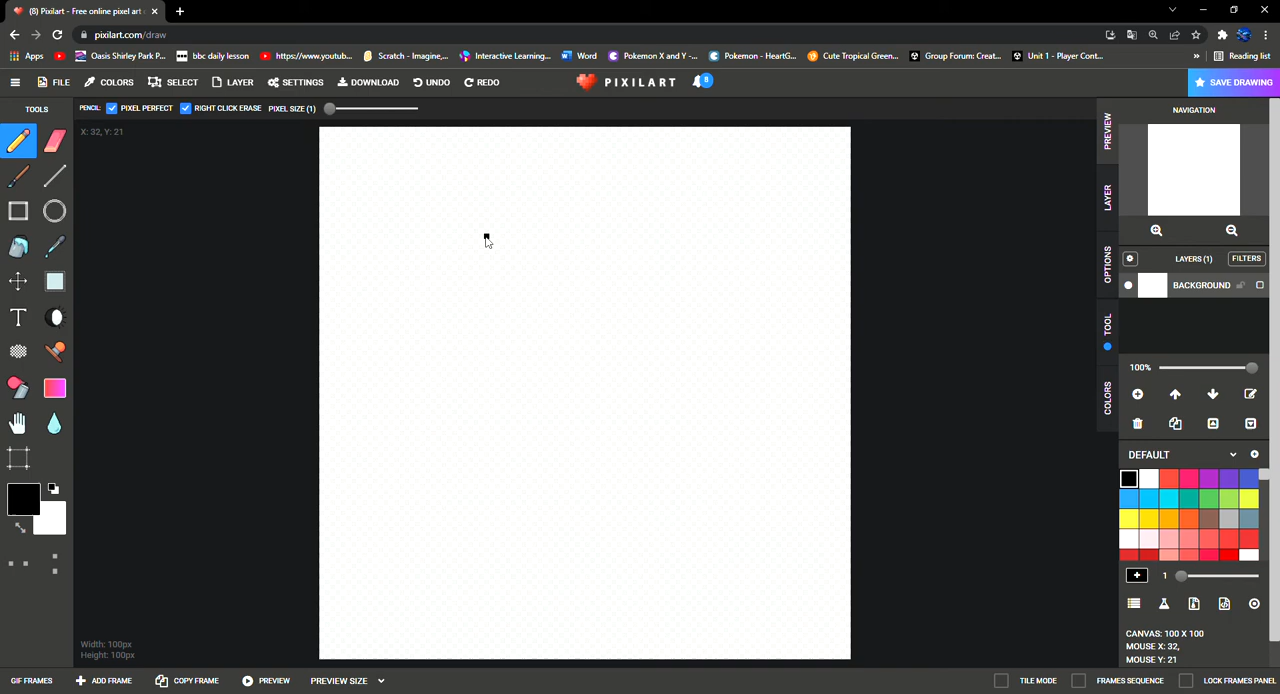 (8) Pixilart - Free online pixel art
pixilart.com/draw
Apps Oasis Shirley Park P... bbc daily lesson https://www.youtub... Scratch - Imagine,... Interactive Learning... Word Pokemon X and Y -... Pokemon - HeartG... Cute Tropical Green... Group Forum: Creat... Unit 1 - Player Cont... » Reading list
FILE COLORS SELECT LAYER SETTINGS DOWNLOAD UNDO REDO PIXILART 8 SAVE DRAWING
TOOLS PENCIL: PIXEL PERFECT RIGHT CLICK ERASE PIXEL SIZE (1)
X: 32, Y: 21
NAVIGATION
PREVIEW
LAYER
OPTIONS
TOOL
COLORS
LAYERS (1) FILTERS
BACKGROUND
100%
DEFAULT
1
CANVAS: 100 X 100
MOUSE X: 32,
MOUSE Y: 21
Width: 100px
Height: 100px
GIF FRAMES ADD FRAME COPY FRAME PREVIEW PREVIEW SIZE TILE MODE FRAMES SEQUENCE LOCK FRAMES PANEL